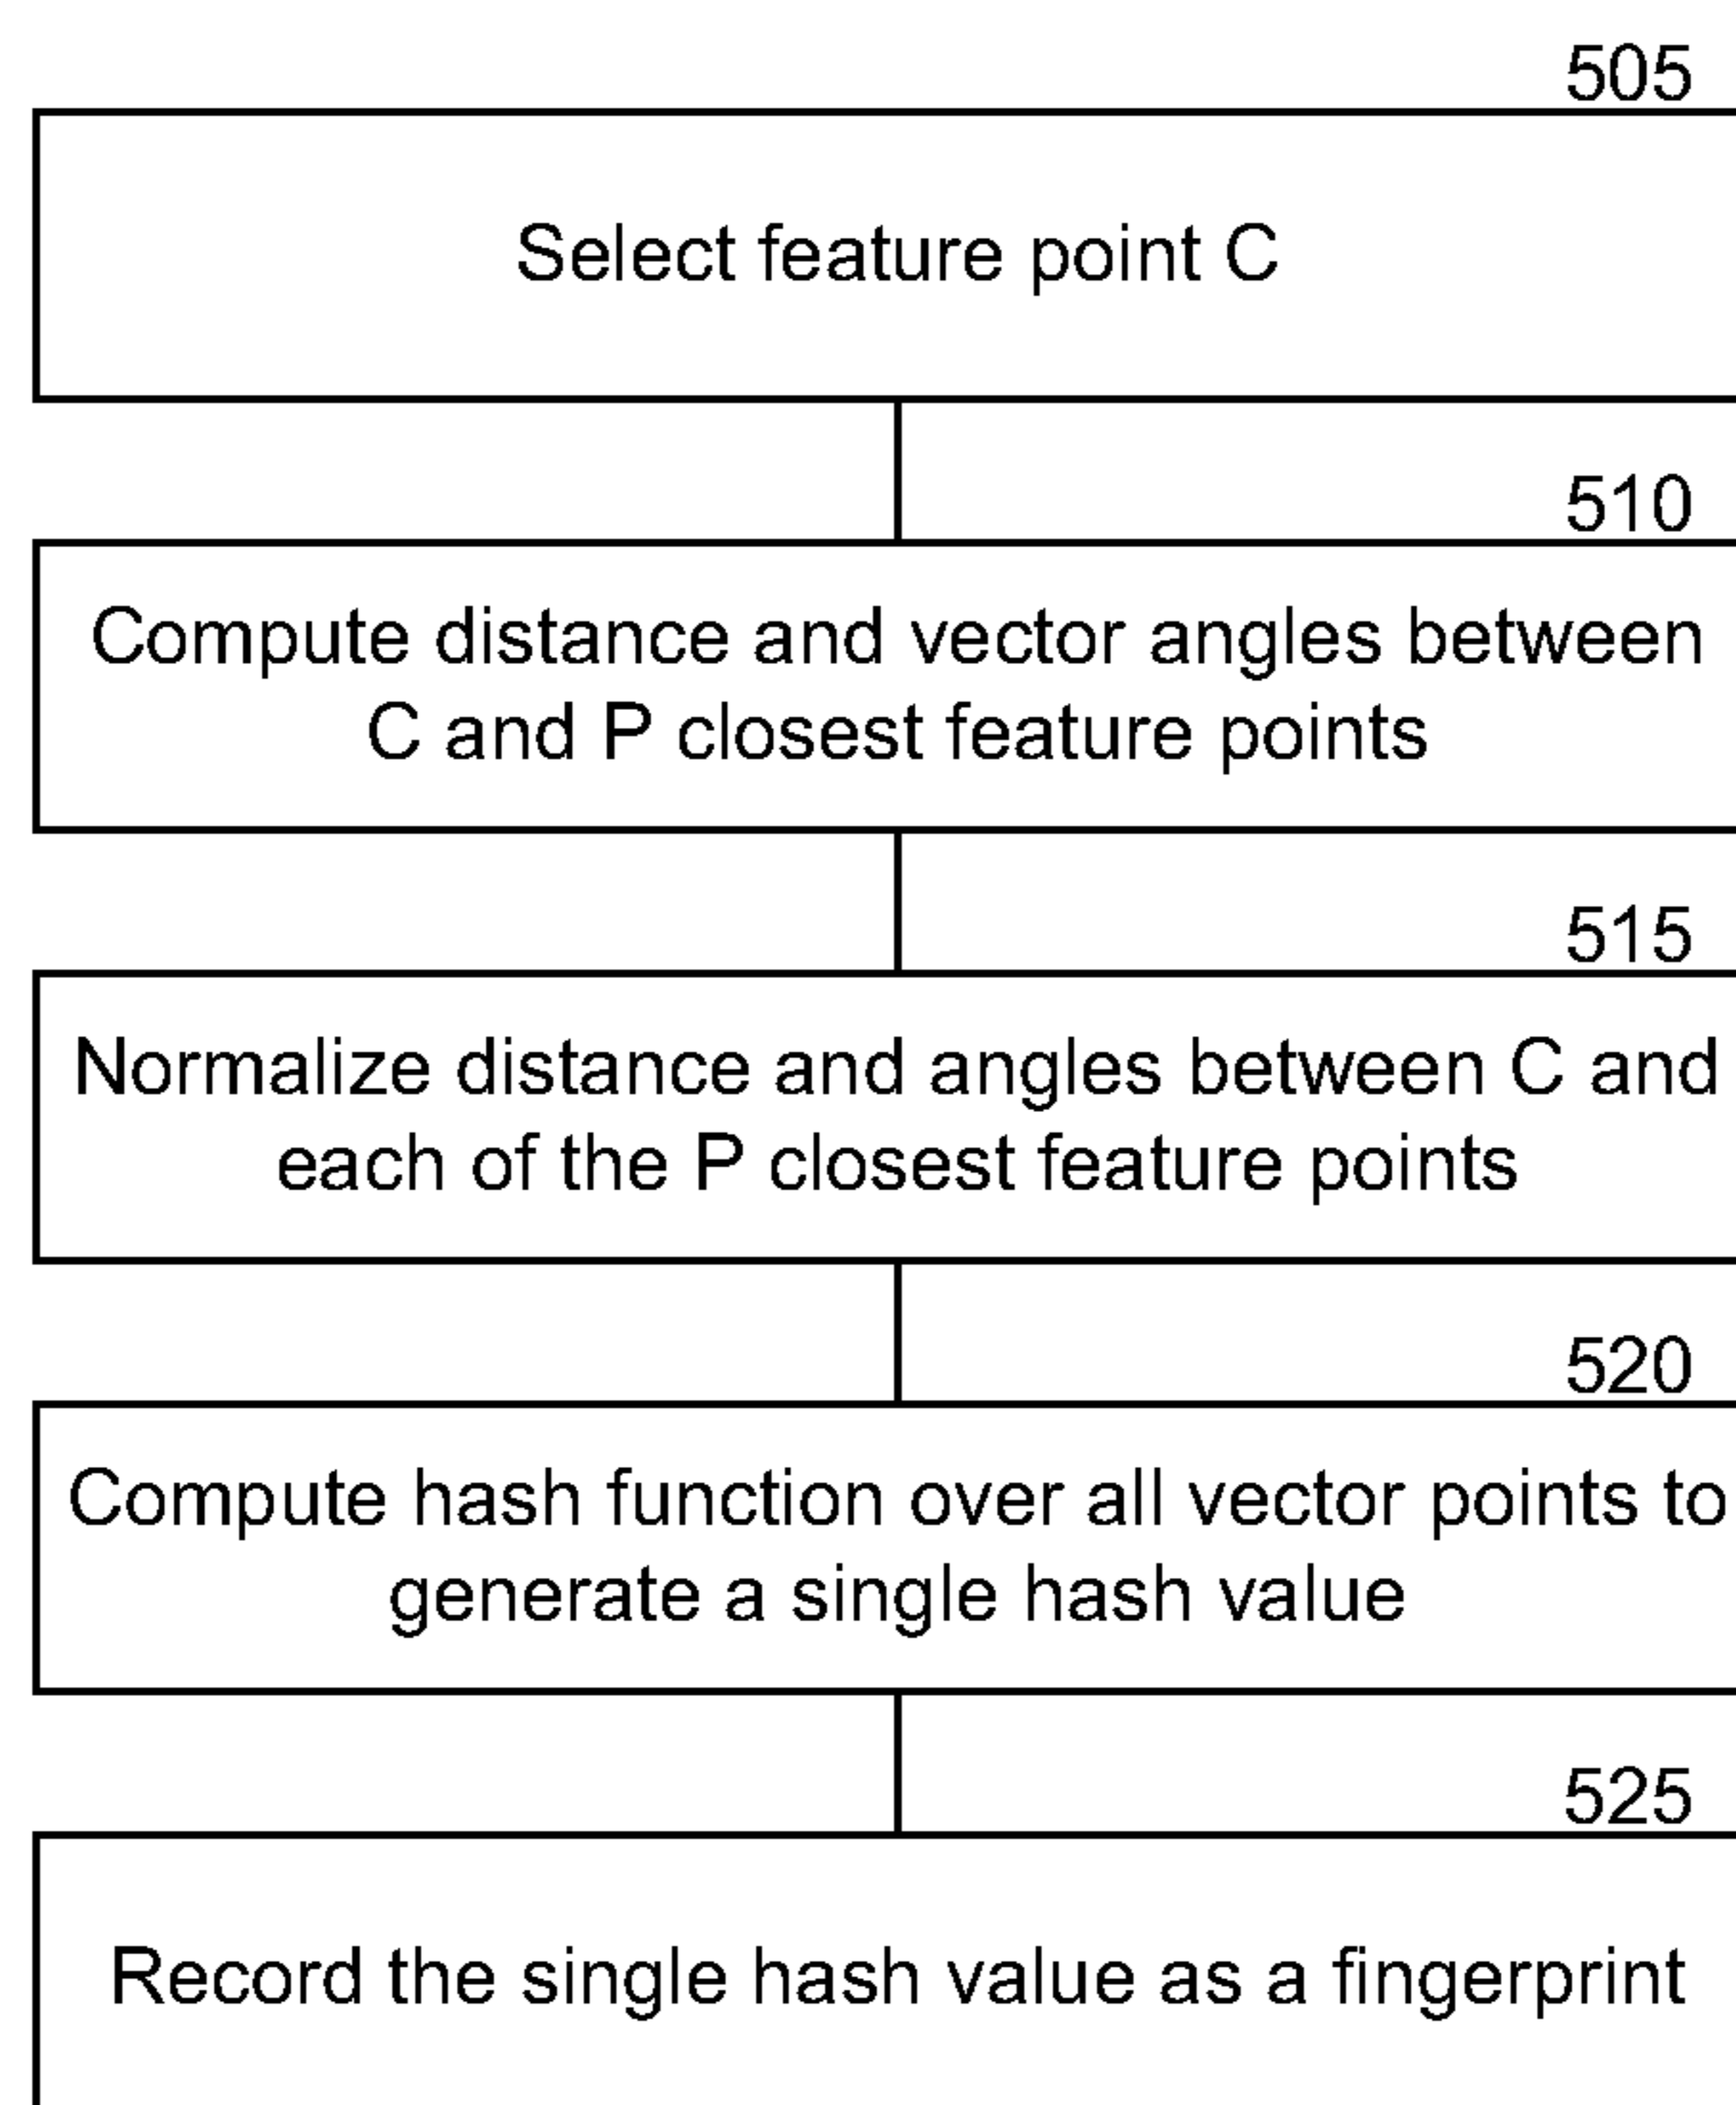 505
Select feature point C
510
Compute distance and vector angles between
C and P closest feature points
515
Normalize distance and angles between C and
each of the P closest feature points
520
Compute hash function over all vector points to
generate a single hash value
525
Record the single hash value as a fingerprint